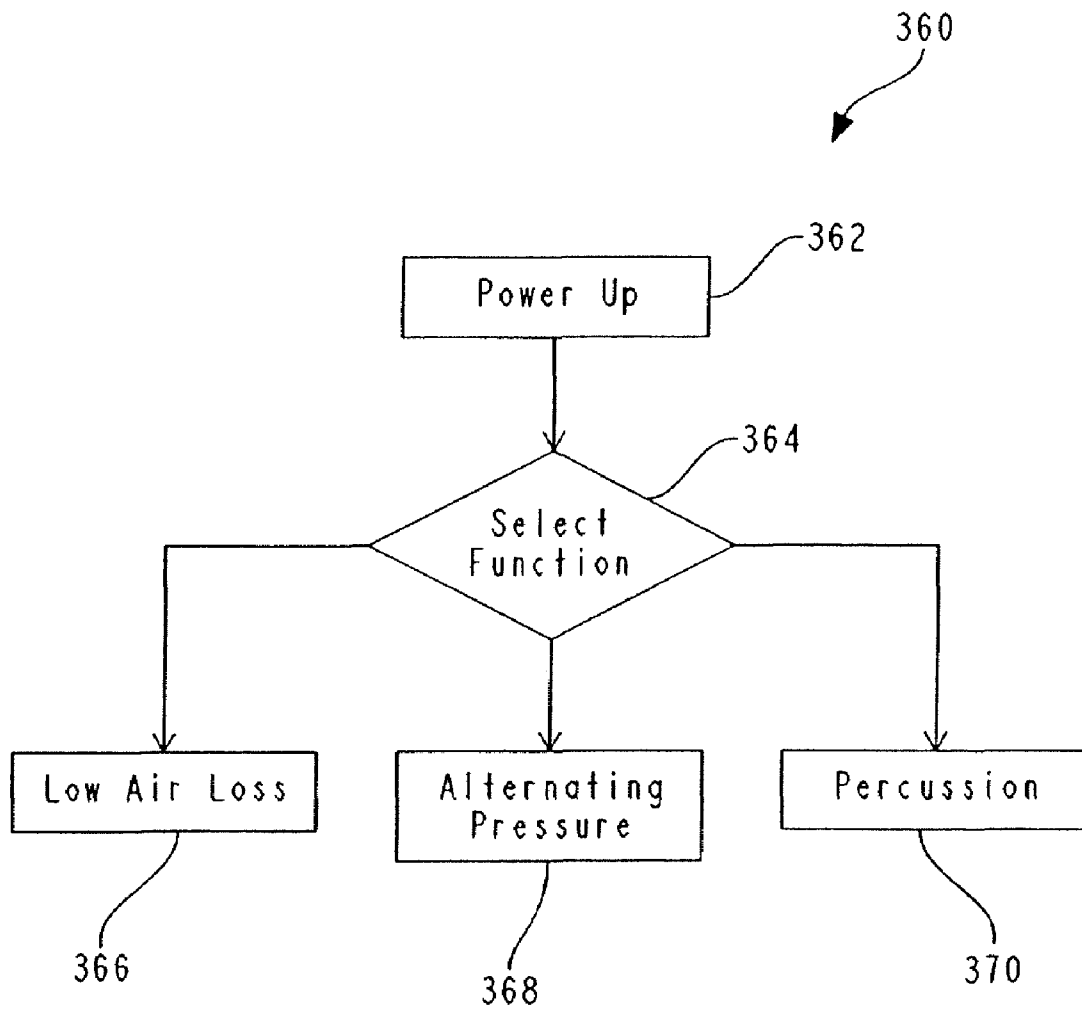 360
362
Power Up
364
Select
Function
Low Air Loss
Alternating
Pressure
Percussion
366
368
370